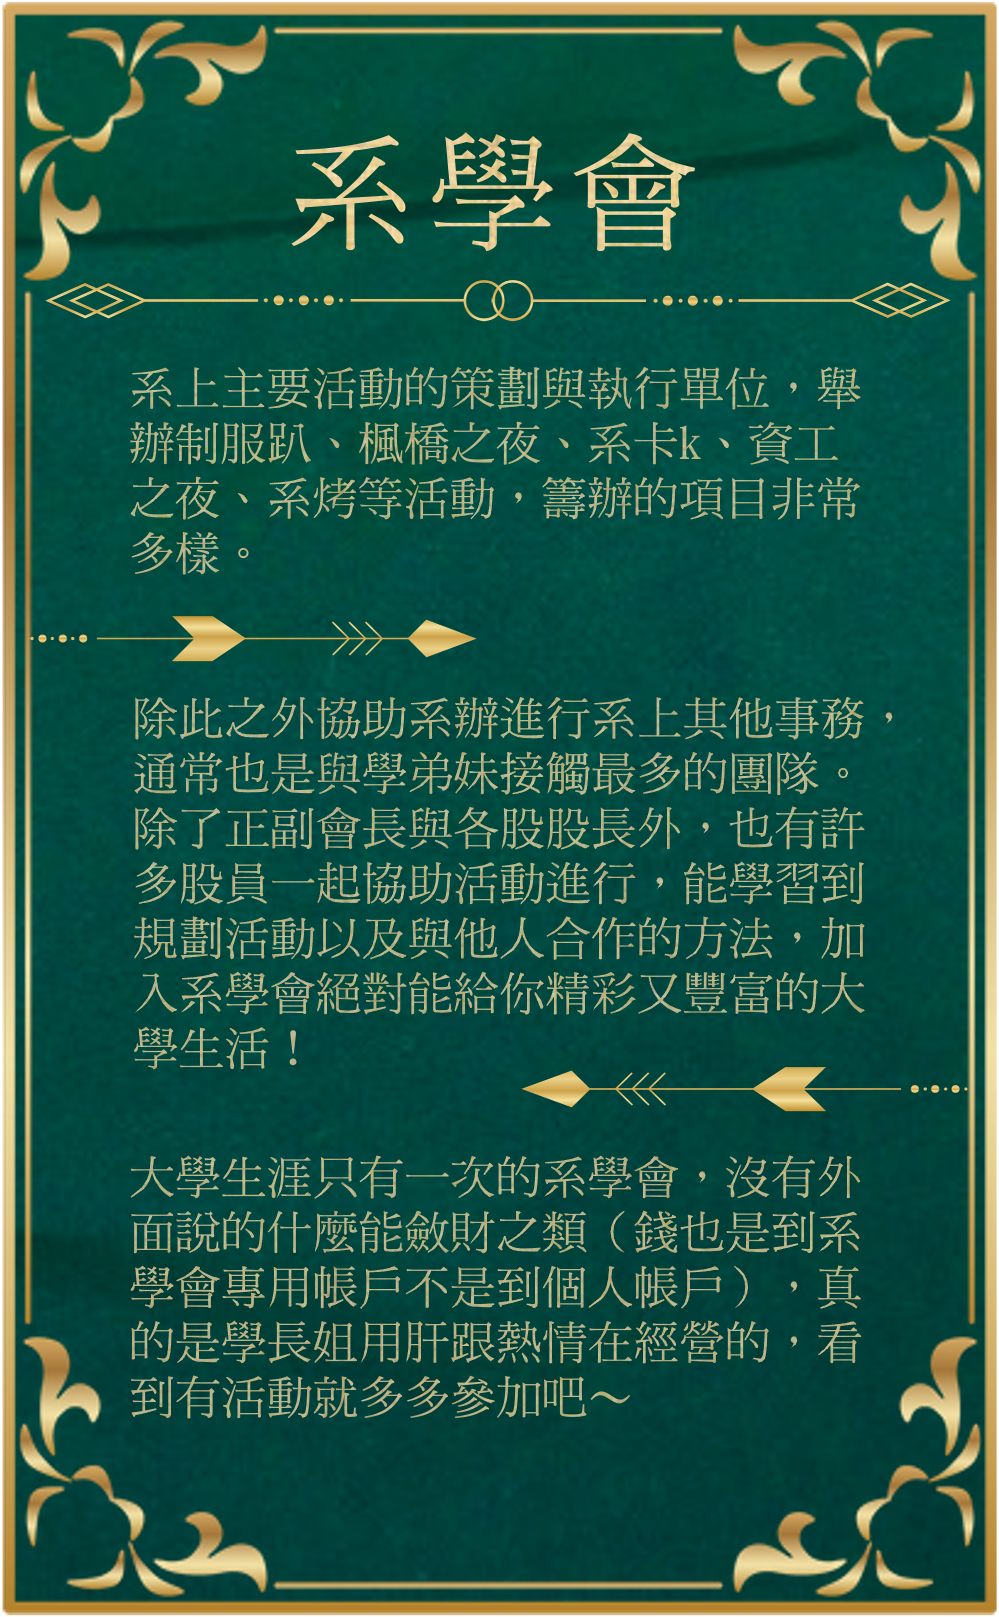 系學會
系上主要活動的策劃與執行單位，舉
辦制服趴、楓橋之夜、系卡k、資工
之夜、系烤等活動，籌辦的項目非常
多樣。
除此之外協助系辦進行系上其他事務，
通常也是與學弟妹接觸最多的團隊。
除了正副會長與各股股長外，也有許
多股員一起協助活動進行，能學習到
規劃活動以及與他人合作的方法，加
入系學會絕對能給你精彩又豐富的大
學生活！
大學生涯只有一次的系學會，沒有外
面說的什麼能斂財之類（錢也是到系
學會專用帳戶不是到個人帳戶），真
的是學長姐用肝跟熱情在經營的，看
到有活動就多多參加吧～